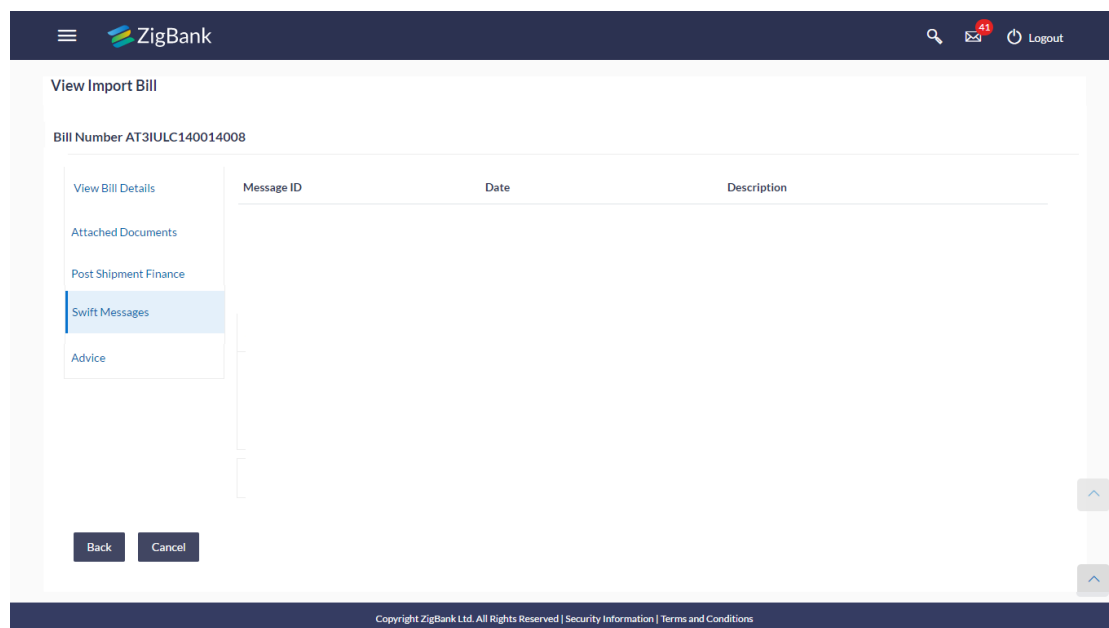 ZigBank
41
Logout
View Import Bill
Bill Number AT3IULC140014008
View Bill Details
Message ID Date Description
Attached Documents
Post Shipment Finance
Swift Messages
Advice
Back Cancel
Copyright ZigBank Ltd. All Rights Reserved | Security Information | Terms and Conditions